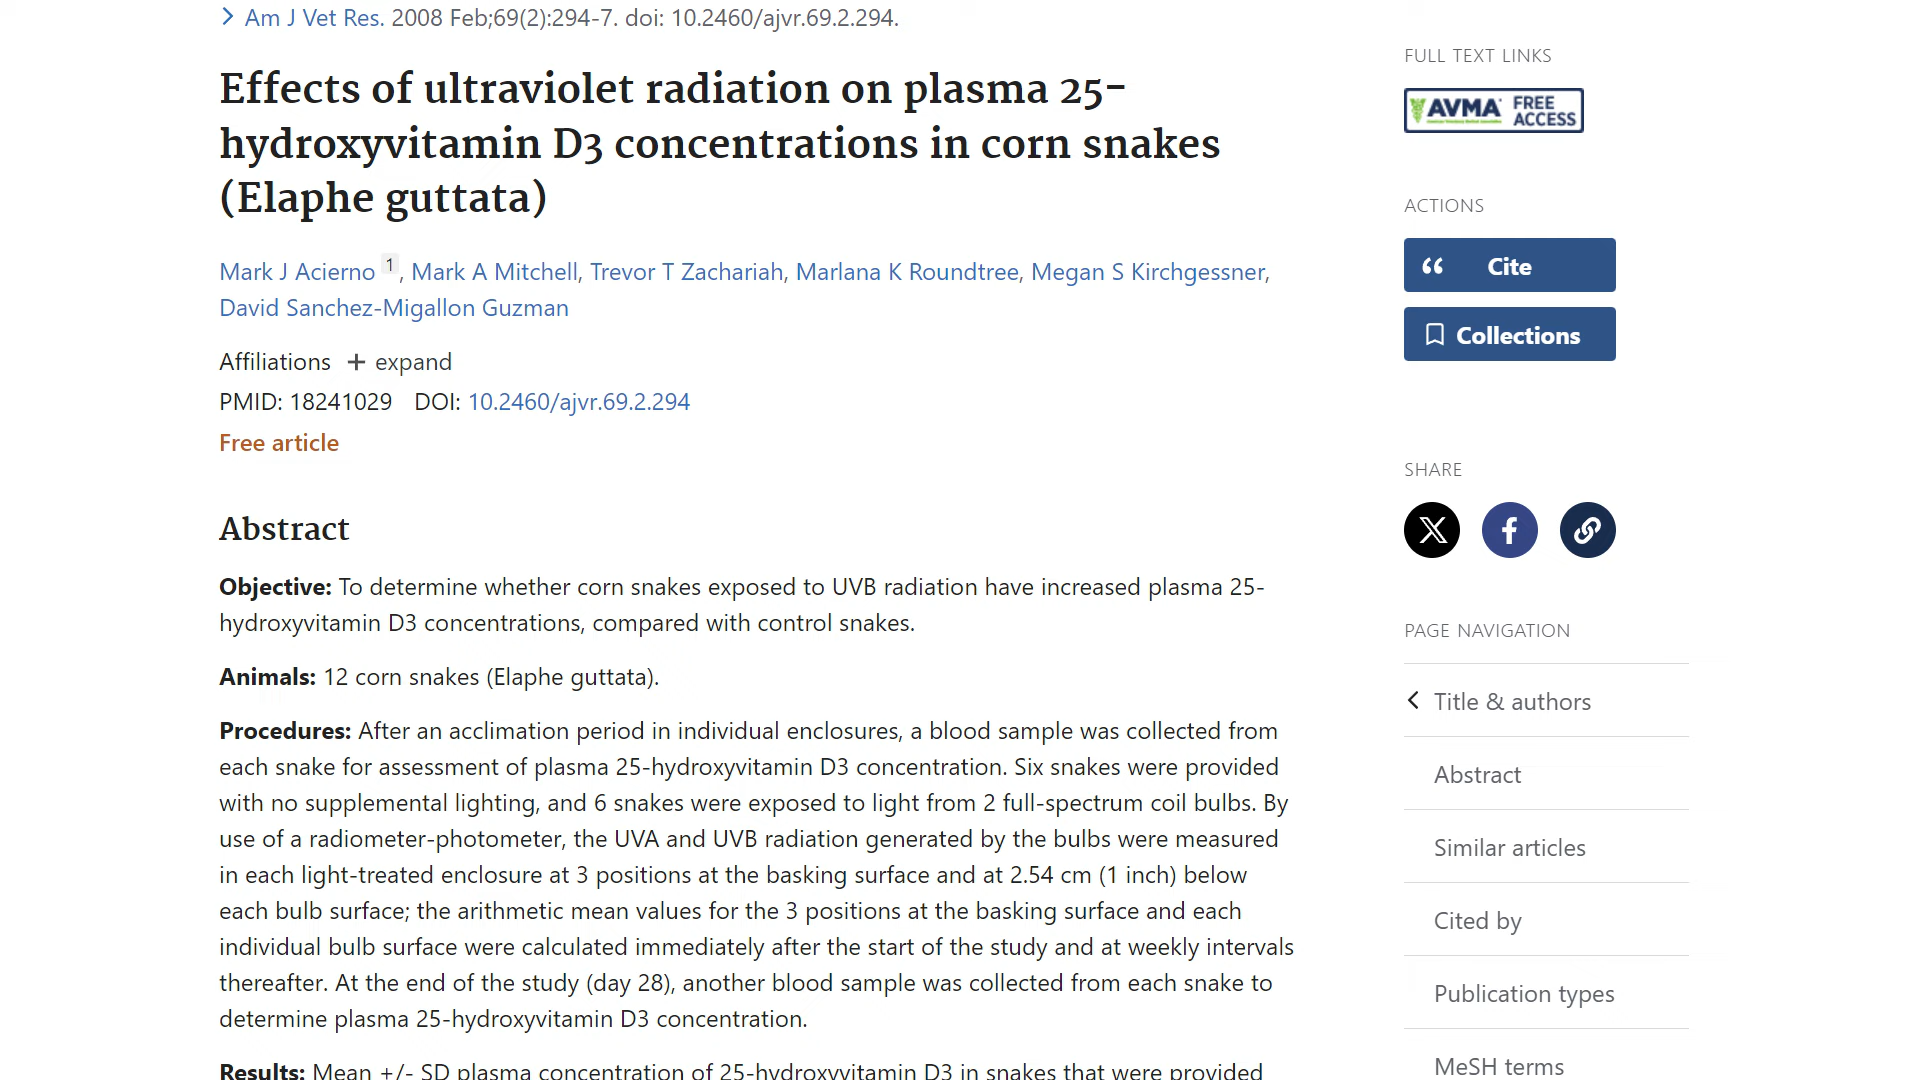 Am J Vet Res. 2008 Feb;69(2):294-7. doi: 10.2460/ajvr.69.2.294.
Effects of ultraviolet radiation on plasma 25-
hydroxyvitamin D3 concentrations in corn snakes
(Elaphe guttata)
Mark J Acierno 1, Mark A Mitchell, Trevor T Zachariah, Marlana K Roundtree, Megan S Kirchgessner,
David Sanchez-Migallon Guzman
Affiliations + expand
PMID: 18241029 DOI: 10.2460/ajvr.69.2.294
Free article
Abstract
Objective: To determine whether corn snakes exposed to UVB radiation have increased plasma 25-
hydroxyvitamin D3 concentrations, compared with control snakes.
Animals: 12 corn snakes (Elaphe guttata).
Procedures: After an acclimation period in individual enclosures, a blood sample was collected from
each snake for assessment of plasma 25-hydroxyvitamin D3 concentration. Six snakes were provided
with no supplemental lighting, and 6 snakes were exposed to light from 2 full-spectrum coil bulbs. By
use of a radiometer-photometer, the UVA and UVB radiation generated by the bulbs were measured
in each light-treated enclosure at 3 positions at the basking surface and at 2.54 cm (1 inch) below
each bulb surface; the arithmetic mean values for the 3 positions at the basking surface and each
individual bulb surface were calculated immediately after the start of the study and at weekly intervals
thereafter. At the end of the study (day 28), another blood sample was collected from each snake to
determine plasma 25-hydroxyvitamin D3 concentration.
Results: Mean +/- SD plasma concentration of 25-hydroxyvitamin D3 in snakes that were provided
FULL TEXT LINKS
AVMA FREE
ACCESS
ACTIONS
Cite
Collections
SHARE
PAGE NAVIGATION
Title & authors
Abstract
Similar articles
Cited by
Publication types
MeSH terms